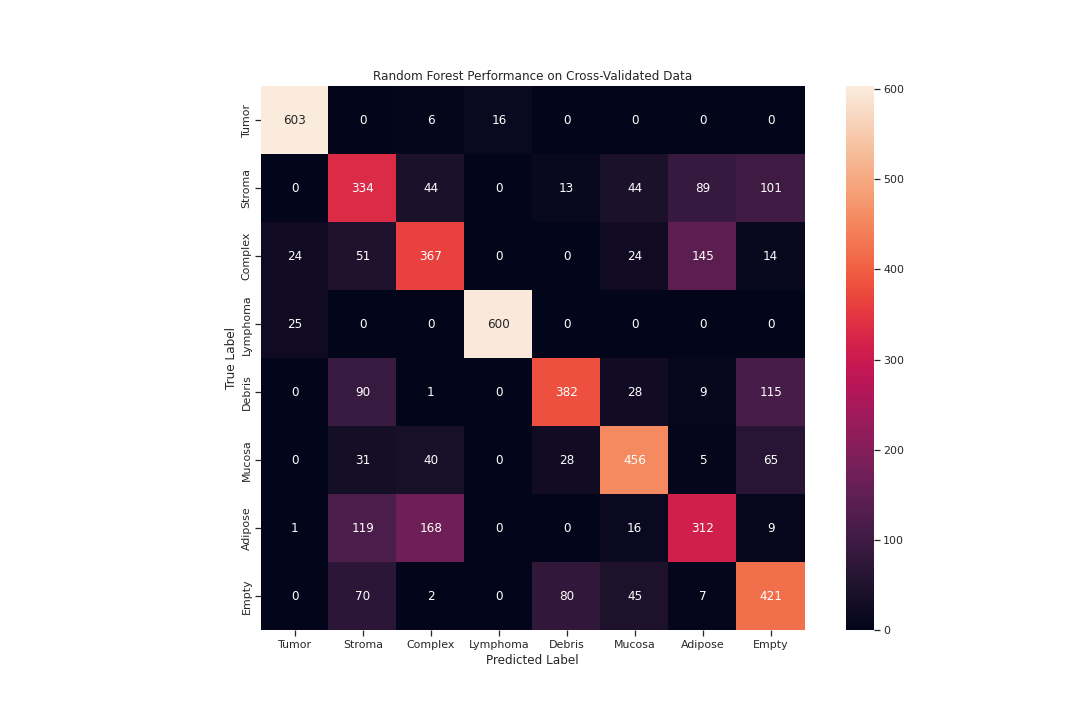 Random Forest Performance on Cross-Validated Data
True Label
Tumor 603 0 6 16 0 0 0 0
Stroma 0 334 44 0 13 44 89 101
Complex 24 51 367 0 0 24 145 14
Lymphoma 25 0 0 600 0 0 0 0
Debris 0 90 1 0 382 28 9 115
Mucosa 0 31 40 0 28 456 5 65
Adipose 1 119 168 0 0 16 312 9
Empty 0 70 2 0 80 45 7 421
Tumor Stroma Complex Lymphoma Debris Mucosa Adipose Empty
Predicted Label
600
500
400
300
200
100
0